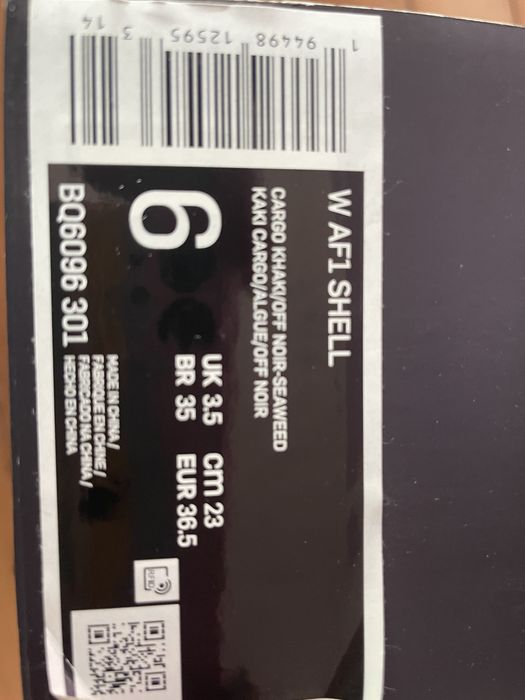 W AF1 SHELL
CARGO KHAKI/OFF NOIR-SEAWEED
KAKI CARGO/ALGUE/OFF NOIR
6
UK 3.5 cm 23
BR 35 EUR 36.5
MADE IN CHINA /
FABRIQUE EN CHINE /
FABRICADO NA CHINA /
HECHO EN CHINA
BQ6096 301
RFID
1 94498 12595 3 14